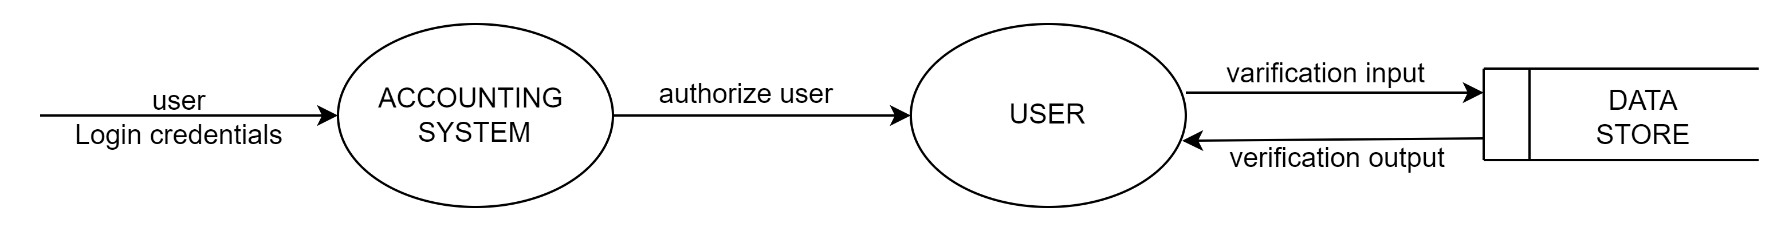 user
Login credentials
ACCOUNTING
SYSTEM
authorize user
USER
varification input
verification output
DATA
STORE